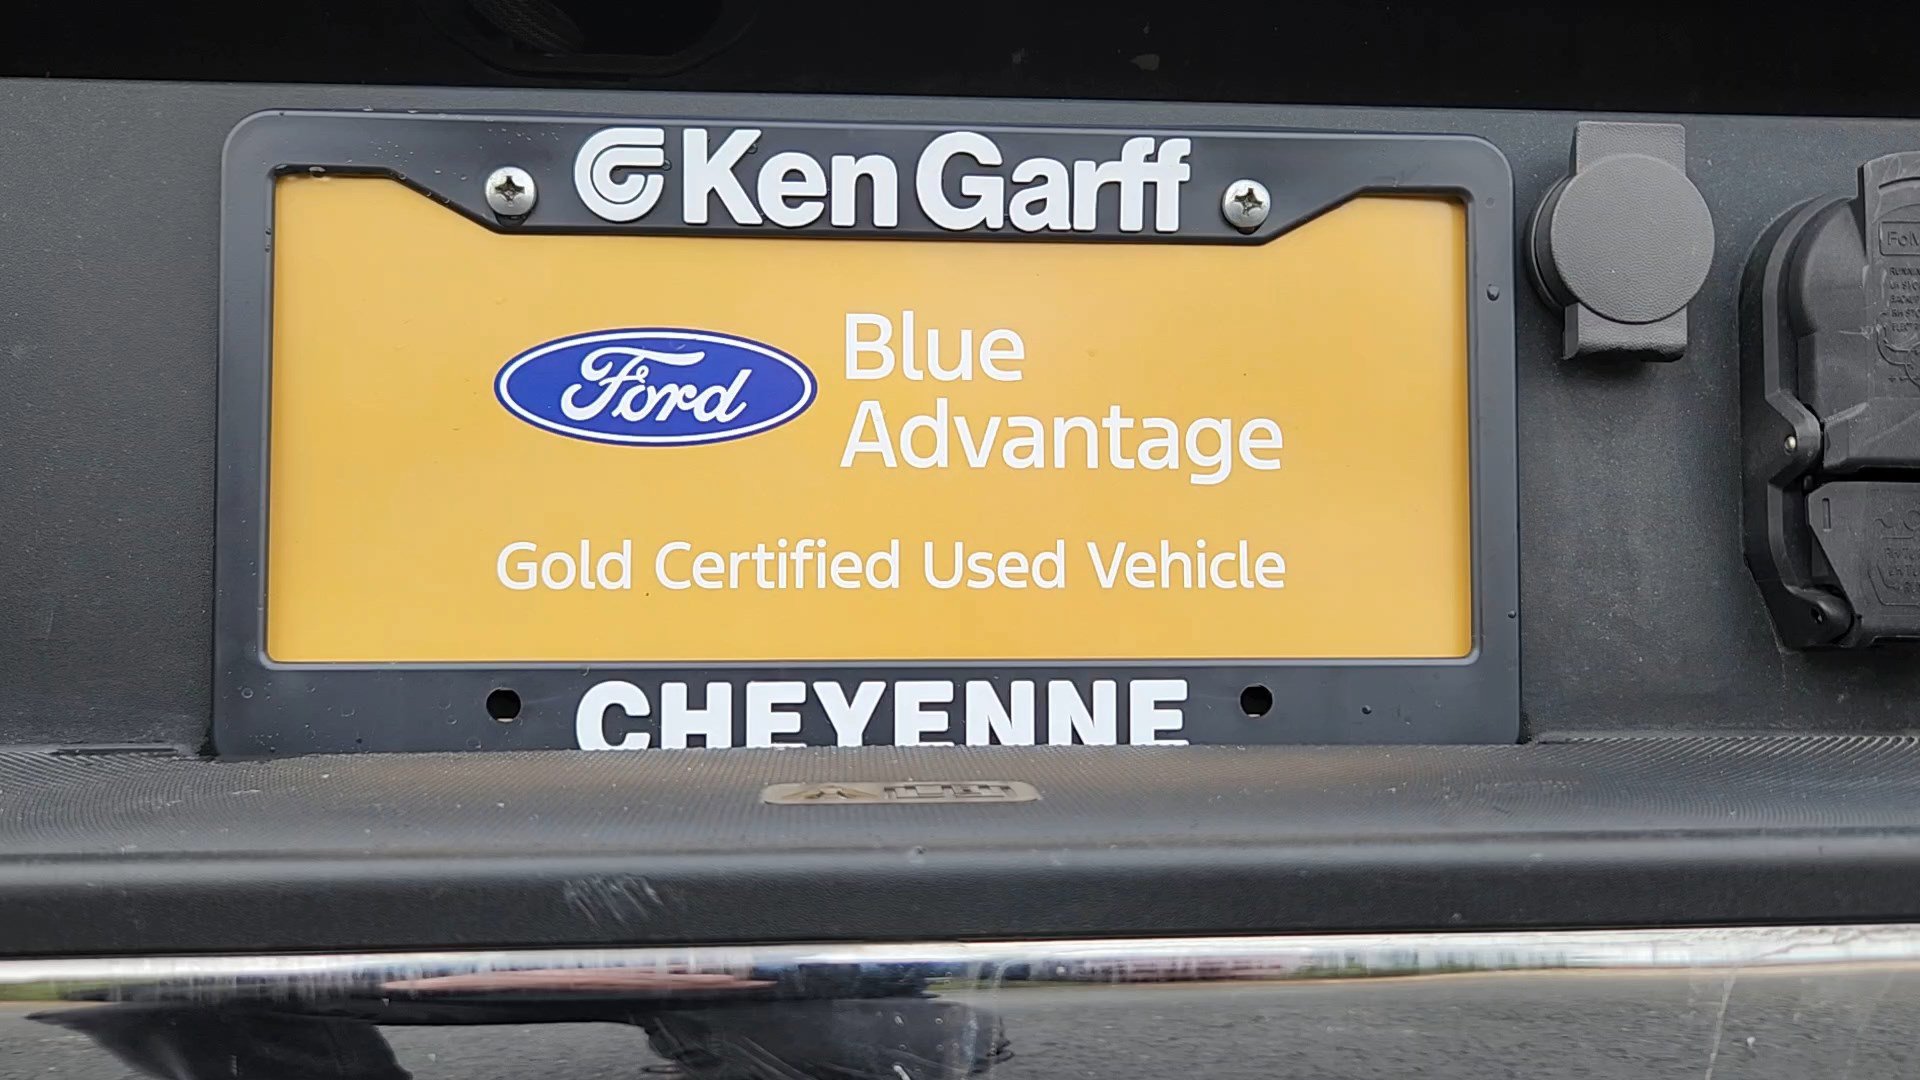 Ken Garff
Ford
Blue
Advantage
Gold Certified Used Vehicle
CHEYENNE